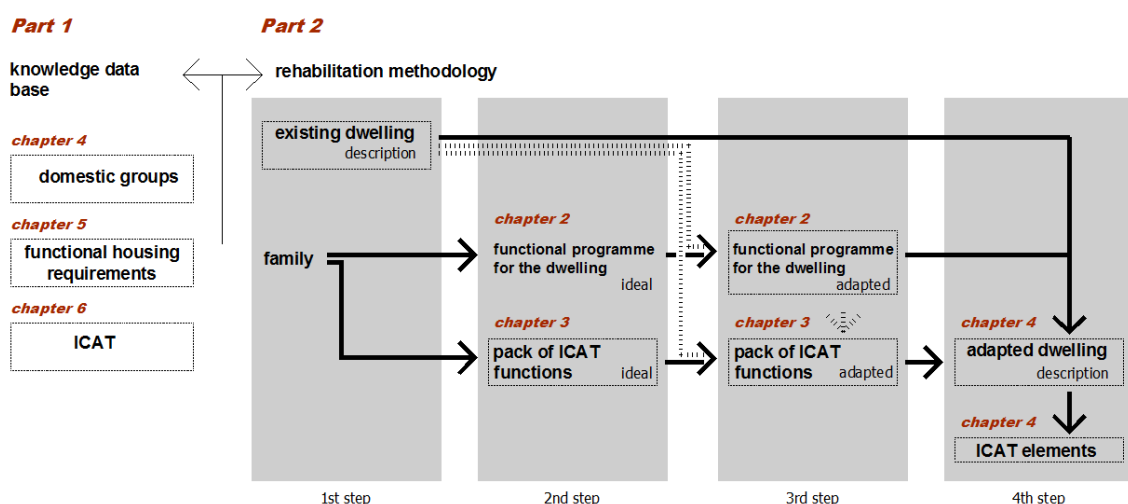 Part 1
knowledge data
base
chapter 4
domestic groups
chapter 5
functional housing
requirements
chapter 6
ICAT
Part 2
rehabilitation methodology
existing dwelling
description
family
1st step
chapter 2
functional programme
for the dwelling
ideal
chapter 3
pack of ICAT
functions
ideal
2nd step
chapter 2
functional programme
for the dwelling
adapted
chapter 3
pack of ICAT
functions
adapted
3rd step
chapter 4
adapted dwelling
description
chapter 4
ICAT elements
4th step